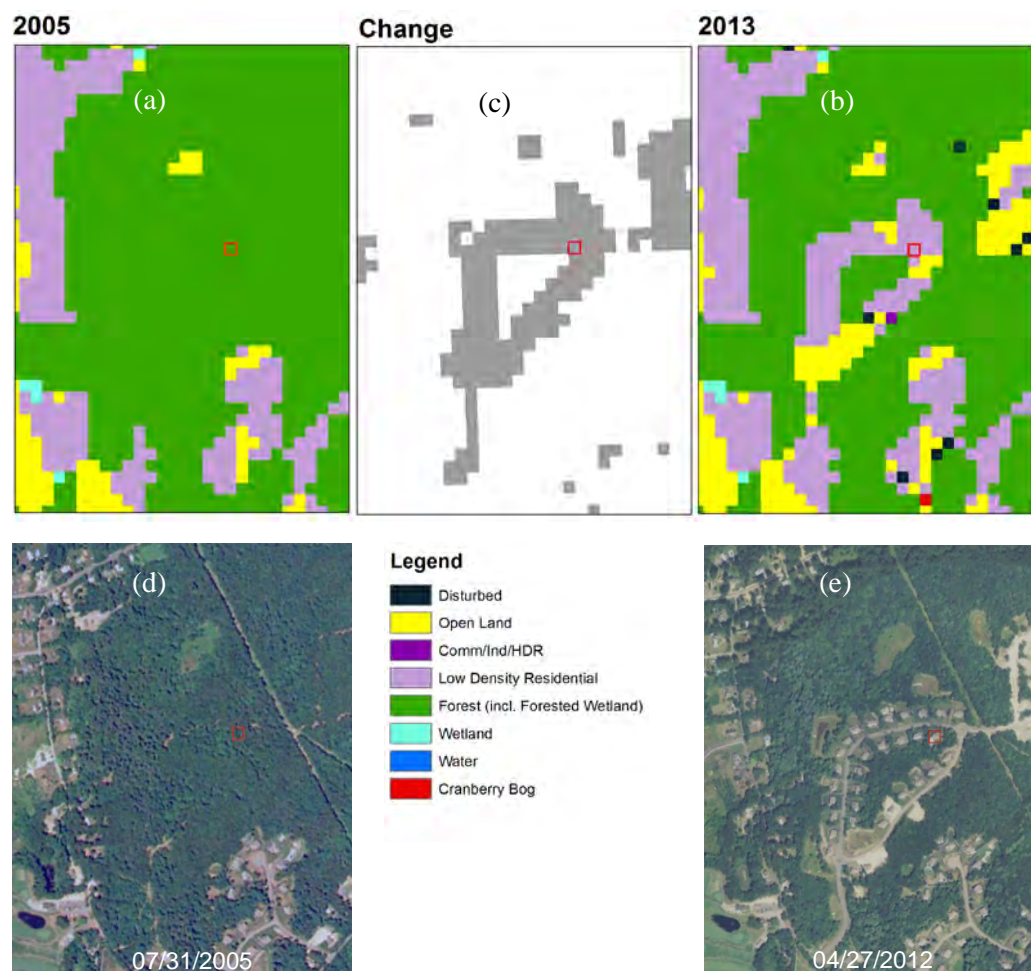 2005
Change
2013
(a)
(c)
(b)
(d)
Legend
Disturbed
Open Land
Comm/Ind/HDR
Low Density Residential
Forest (incl. Forested Wetland)
Wetland
Water
Cranberry Bog
(e)
07/31/2005
04/27/2012